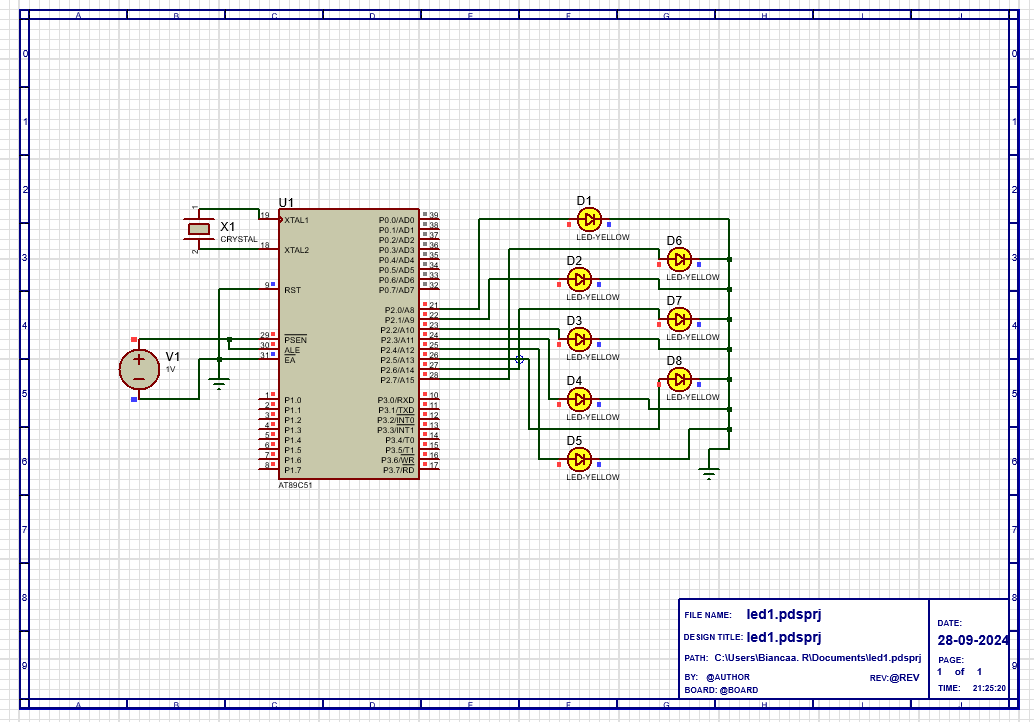 A B C D E F G H I J
0
1
2
3
4
5
6
7
8
9
0
1
2
3
4
5
6
7
8
9
X1
CRYSTAL
1
2
V1
1V
U1
19 XTAL1
18 XTAL2
9 RST
29 PSEN
30 ALE
31 EA
1 P1.0
2 P1.1
3 P1.2
4 P1.3
5 P1.4
6 P1.5
7 P1.6
8 P1.7
P0.0/AD0 39
P0.1/AD1 38
P0.2/AD2 37
P0.3/AD3 36
P0.4/AD4 35
P0.5/AD5 34
P0.6/AD6 33
P0.7/AD7 32
P2.0/A8 21
P2.1/A9 22
P2.2/A10 23
P2.3/A11 24
P2.4/A12 25
P2.5/A13 26
P2.6/A14 27
P2.7/A15 28
P3.0/RXD 10
P3.1/TXD 11
P3.2/INT0 12
P3.3/INT1 13
P3.4/T0 14
P3.5/T1 15
P3.6/WR 16
P3.7/RD 17
AT89C51
D1
LED-YELLOW
D2
LED-YELLOW
D3
LED-YELLOW
D4
LED-YELLOW
D5
LED-YELLOW
D6
LED-YELLOW
D7
LED-YELLOW
D8
LED-YELLOW
FILE NAME: led1.pdsprj
DESIGN TITLE: led1.pdsprj
PATH: C:\Users\Biancaa. R\Documents\led1.pdsprj
BY: @AUTHOR REV:@REV
BOARD: @BOARD
DATE:
28-09-2024
PAGE:
1 of 1
TIME: 21:25:20
A B C D E F G H I J